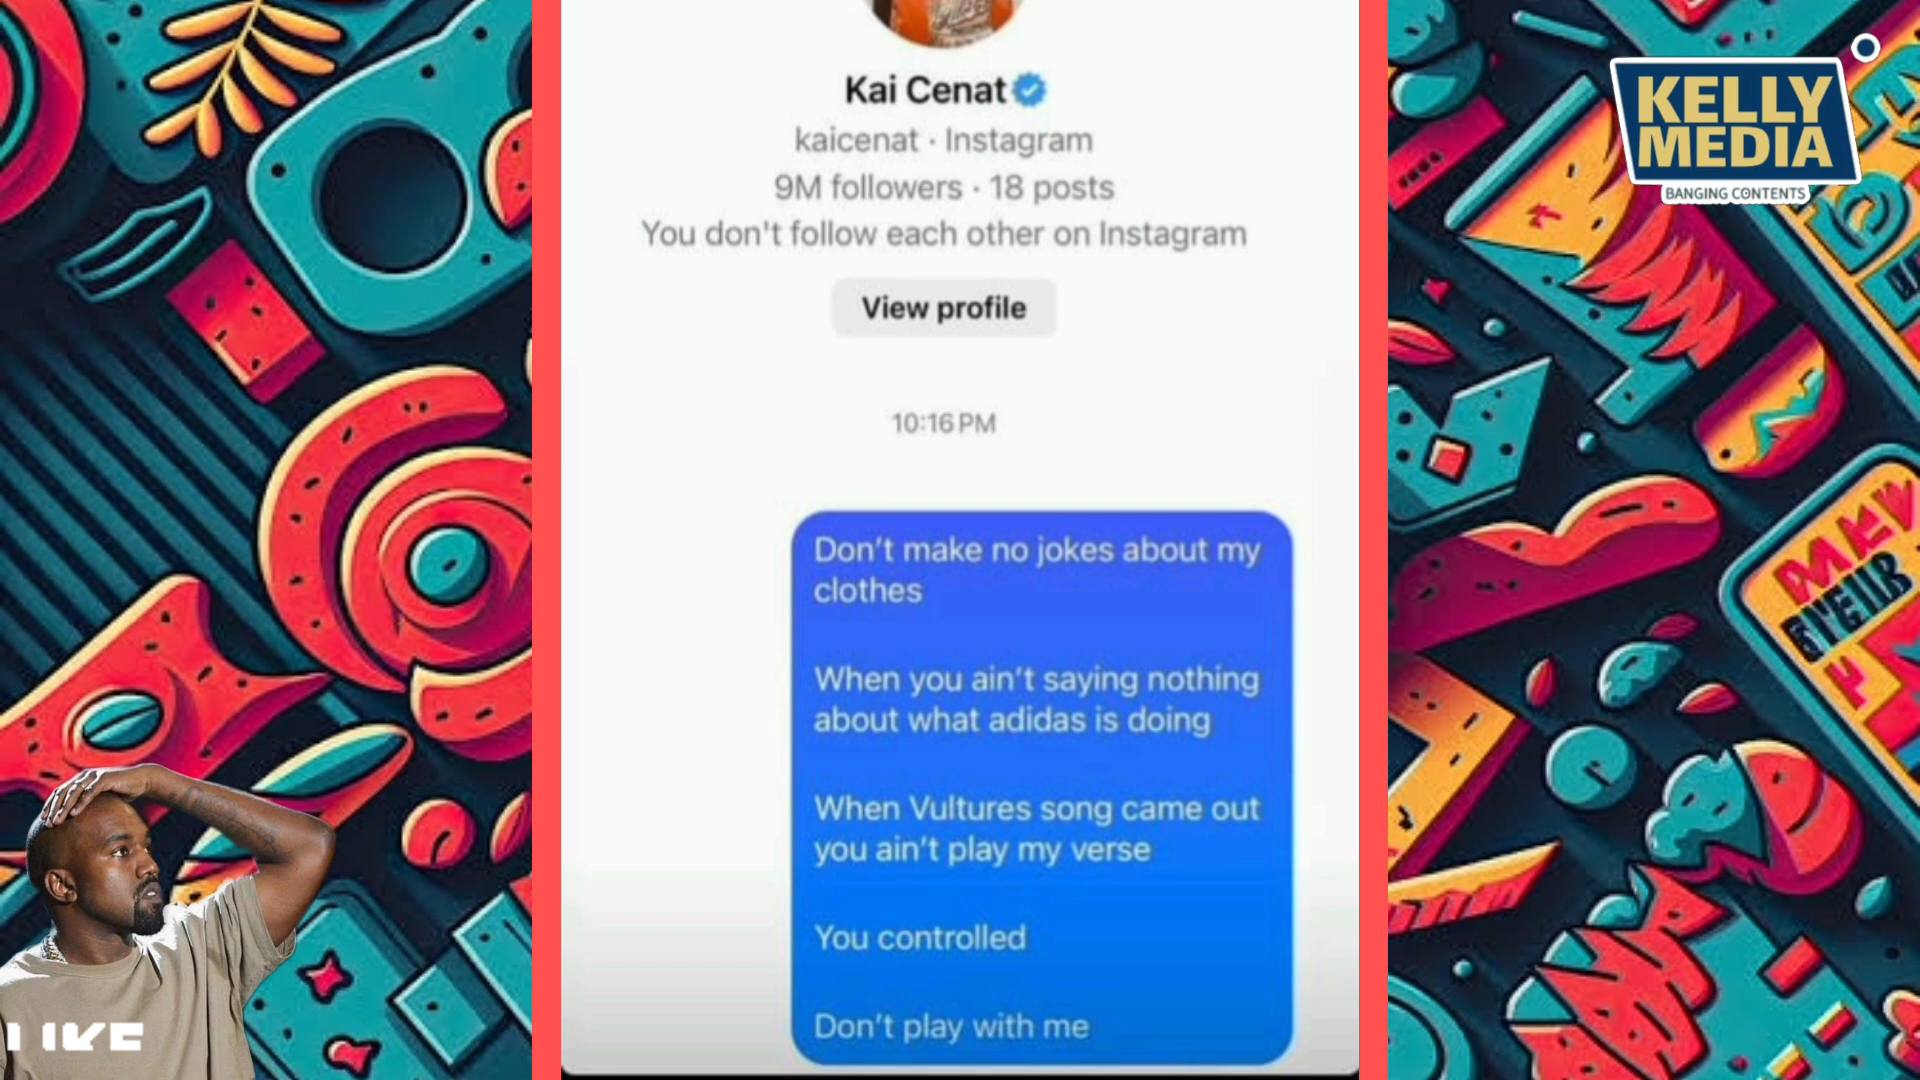 Kai Cenat
kaicenat · Instagram
9M followers · 18 posts
You don't follow each other on Instagram
View profile
10:16 PM
Don't make no jokes about my
clothes
When you ain't saying nothing
about what adidas is doing
When Vultures song came out
you ain't play my verse
You controlled
Don't play with me
KELLY
MEDIA
BANGING CONTENTS